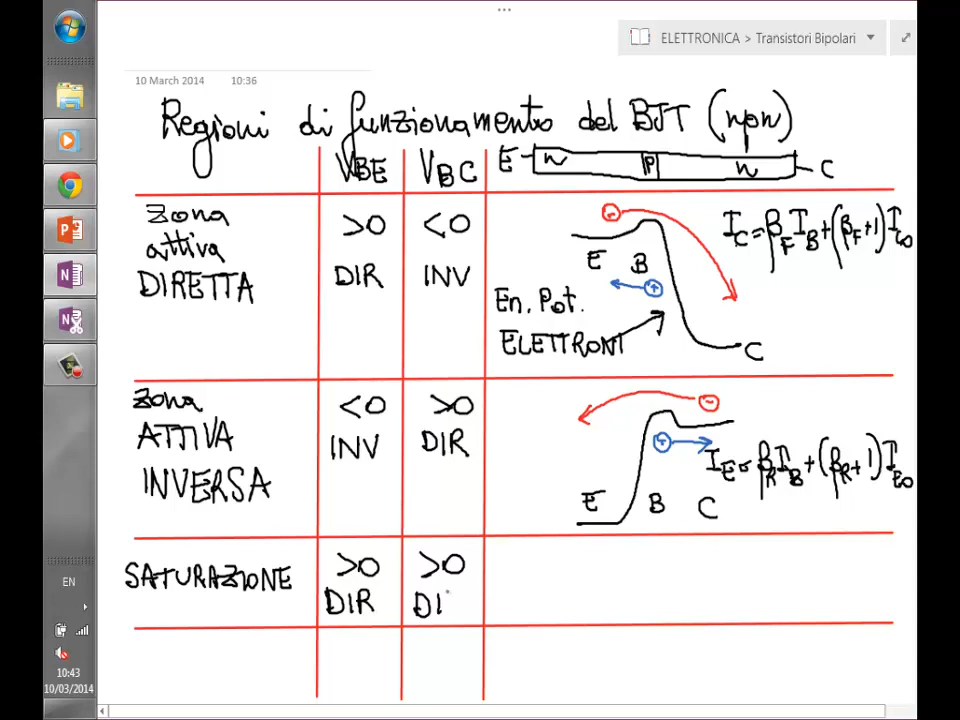 ELETTRONICA > Transistori Bipolari
10 March 2014 10:36
Regioni di funzionamento del BJT (npn)
VBE VBC E n P n C
Zona attiva DIRETTA
>0 <0
DIR INV
E B C
En. Pot. ELETTRONI
IC = βF IB + (βF+1) ICO
Zona ATTIVA INVERSA
<0 >0
INV DIR
E B C
IE = βR IB + (βR+1) IEO
SATURAZIONE
>0 >0
DIR DI
EN
10:43
10/03/2014